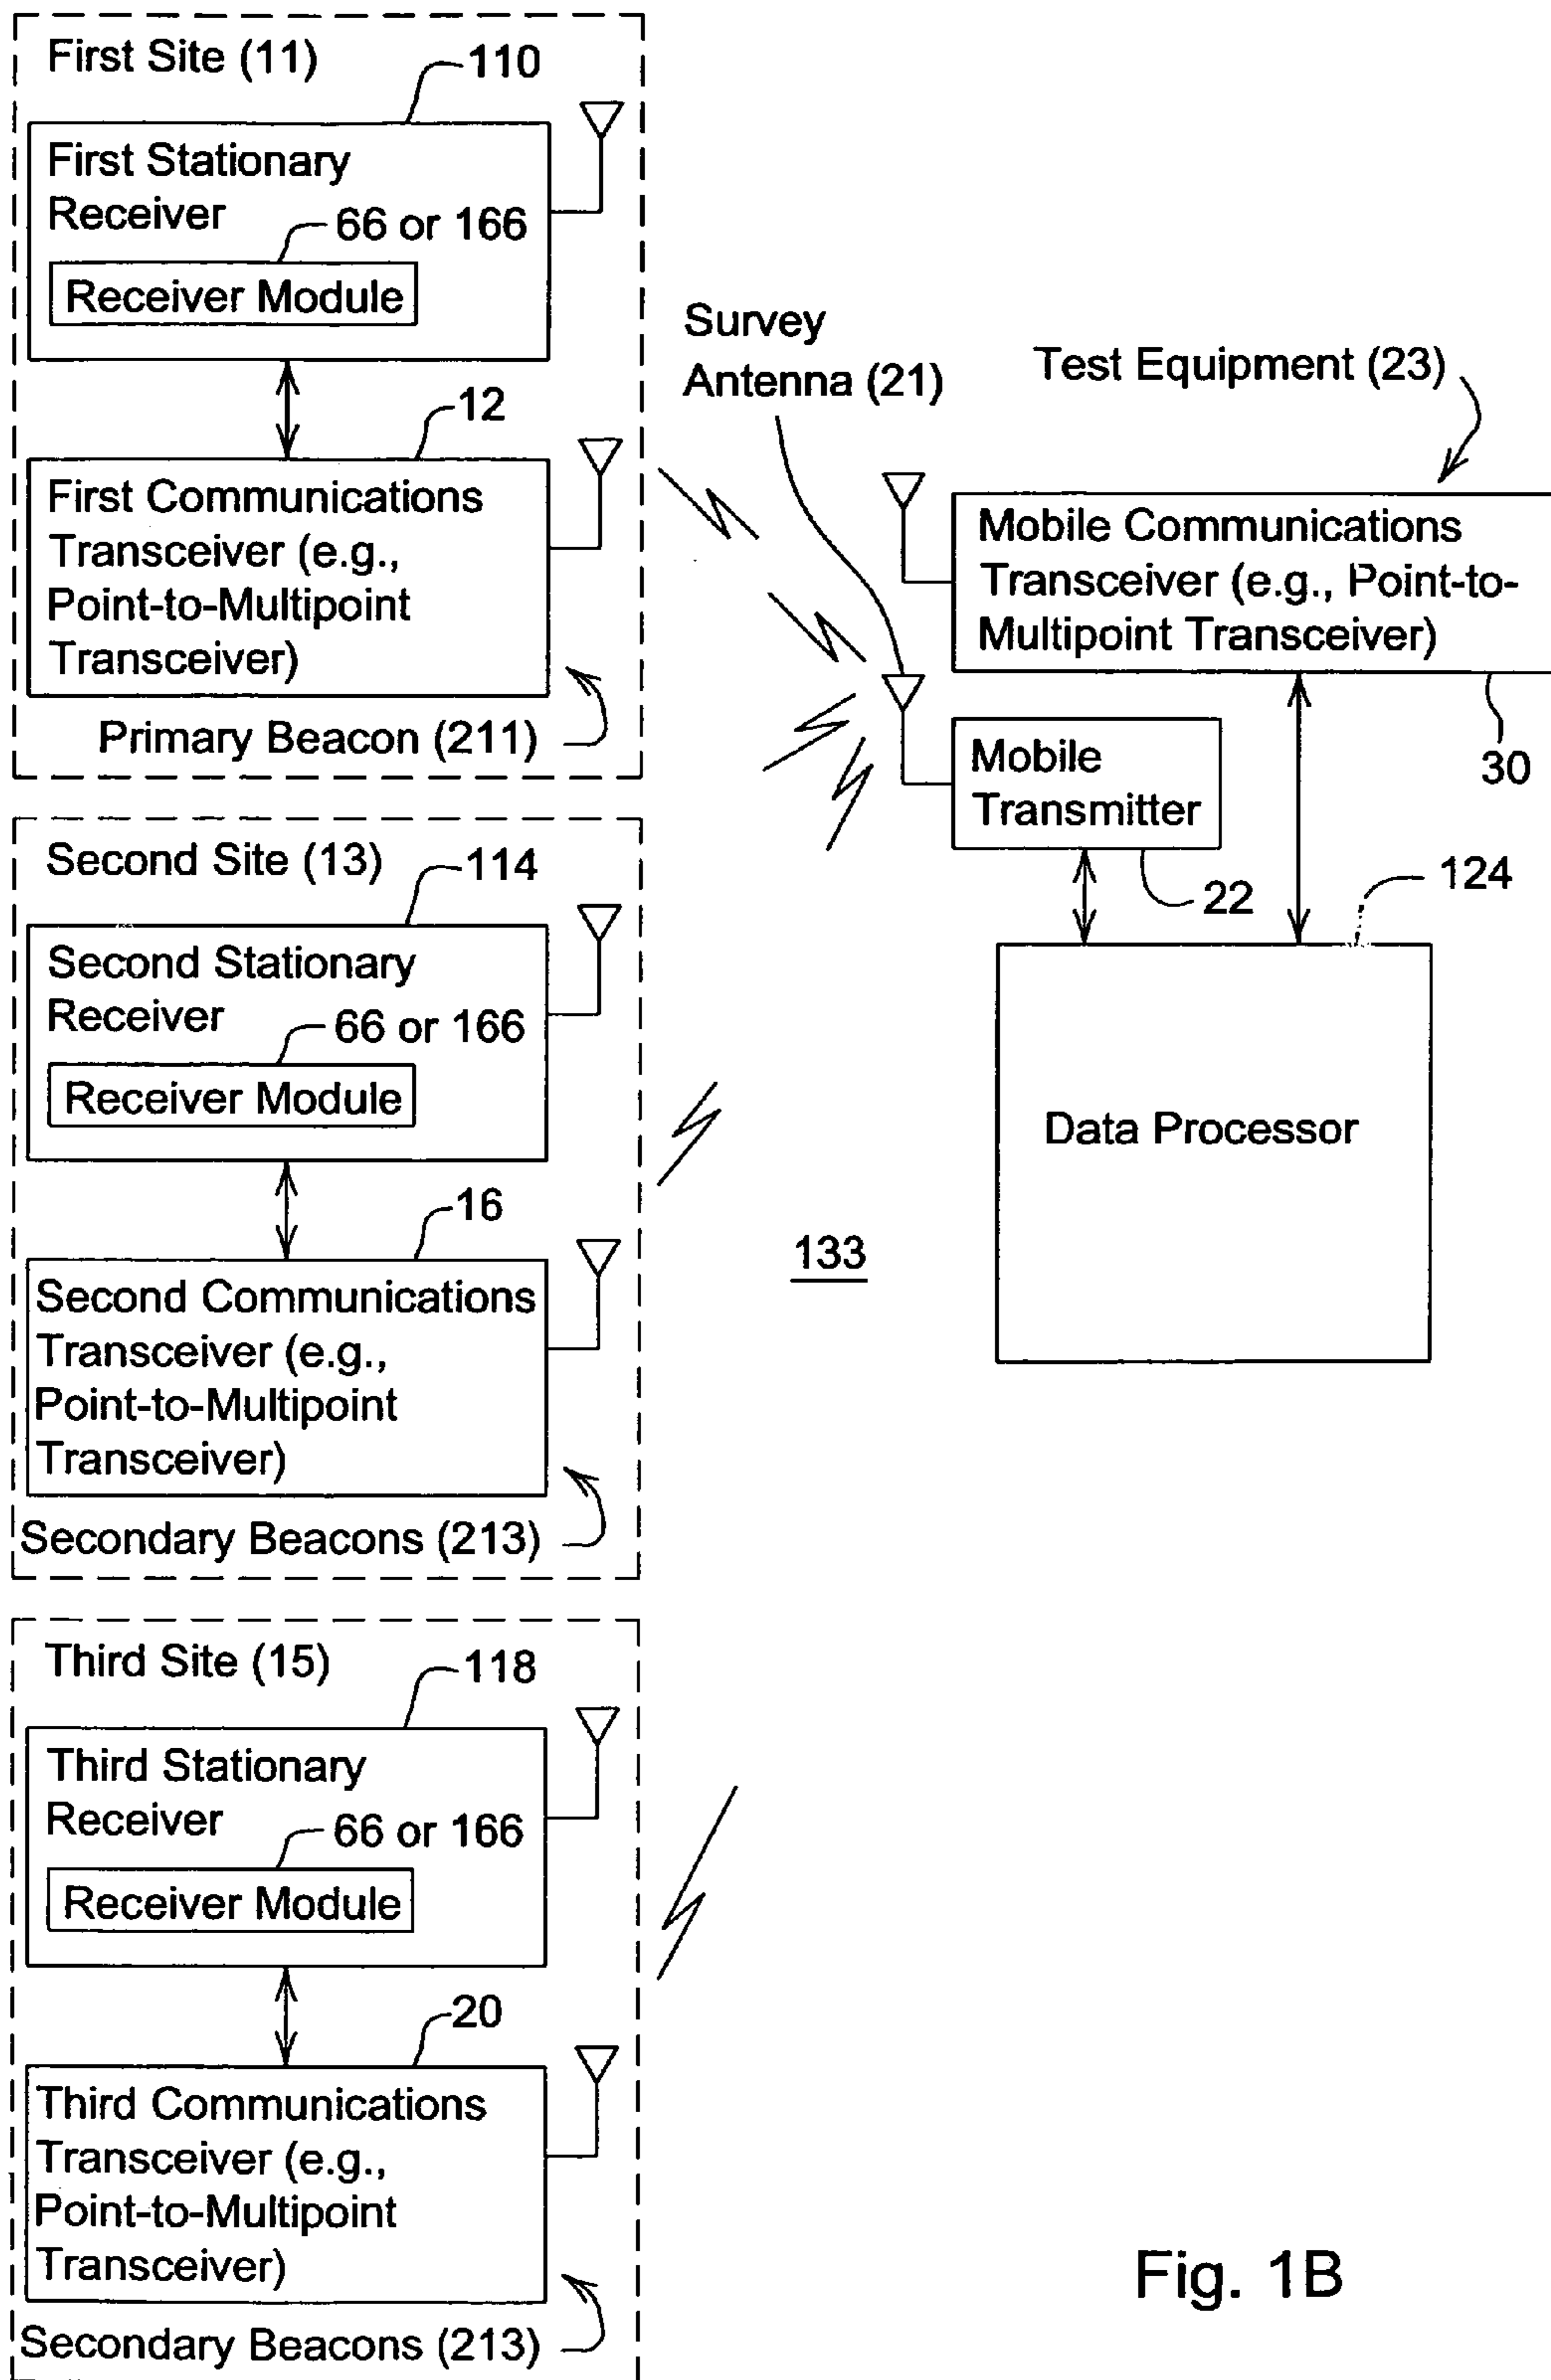 First Site (11)
110
First Stationary
Receiver
66 or 166
Receiver Module
12
First Communications
Transceiver (e.g.,
Point-to-Multipoint
Transceiver)
Primary Beacon (211)
Second Site (13)
114
Second Stationary
Receiver
66 or 166
Receiver Module
16
Second Communications
Transceiver (e.g.,
Point-to-Multipoint
Transceiver)
Secondary Beacons (213)
Third Site (15)
118
Third Stationary
Receiver
66 or 166
Receiver Module
20
Third Communications
Transceiver (e.g.,
Point-to-Multipoint
Transceiver)
Secondary Beacons (213)
Survey
Antenna (21)
Test Equipment (23)
Mobile Communications
Transceiver (e.g., Point-to-
Multipoint Transceiver)
30
Mobile
Transmitter
22
124
Data Processor
133
Fig. 1B